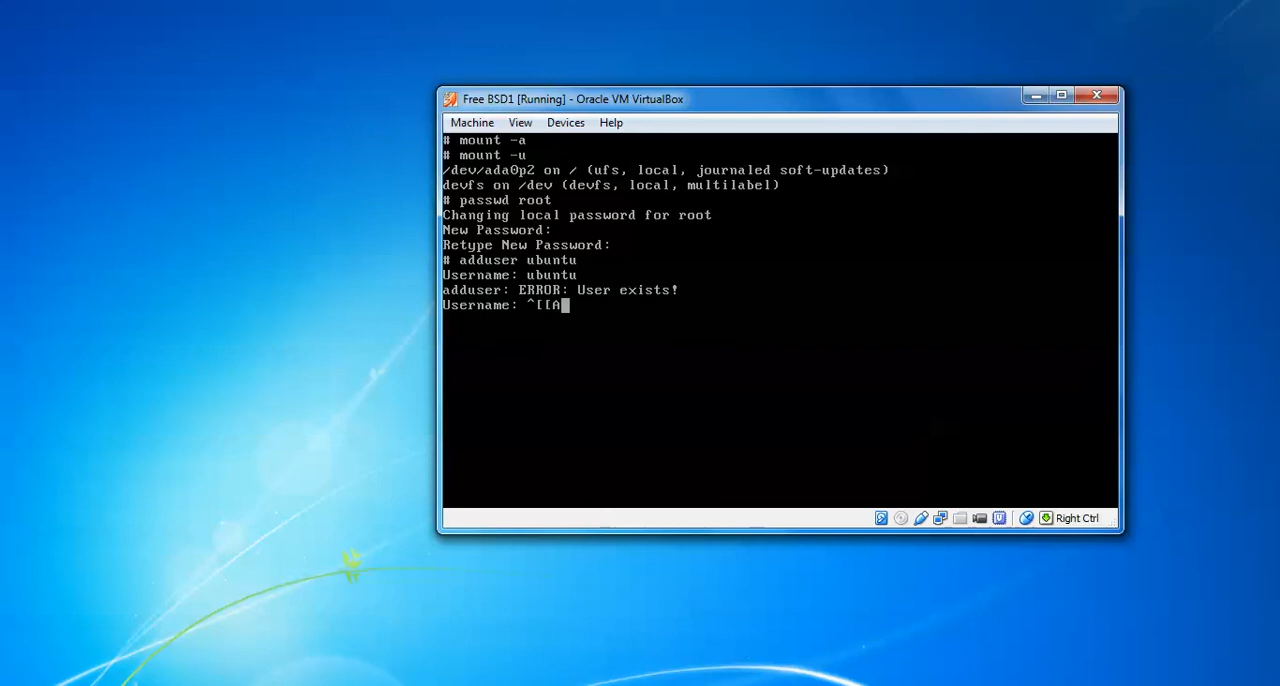 Free BSD1 [Running] - Oracle VM VirtualBox
Machine View Devices Help
# mount -a
# mount -u
/dev/ada0p2 on / (ufs, local, journaled soft-updates)
devfs on /dev (devfs, local, multilabel)
# passwd root
Changing local password for root
New Password:
Retype New Password:
# adduser ubuntu
Username: ubuntu
adduser: ERROR: User exists!
Username: ^[[A
Right Ctrl